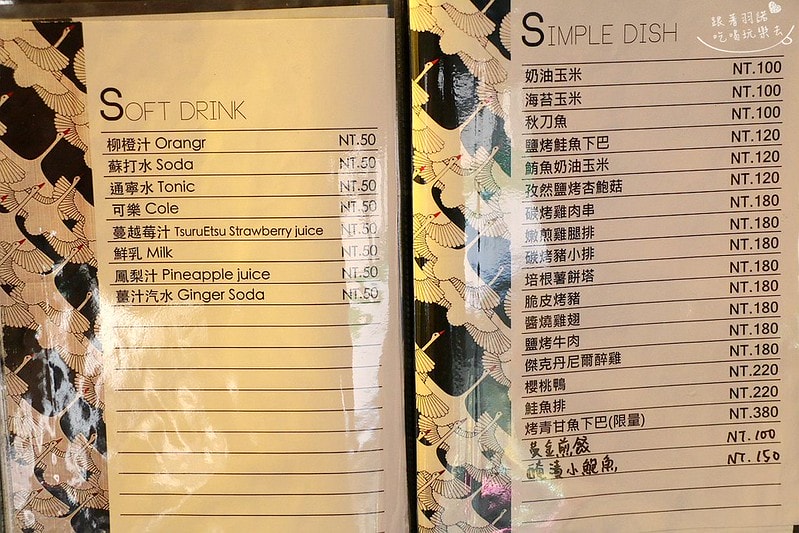 SOFT DRINK
柳橙汁 Orangr NT.50
蘇打水 Soda NT.50
通寧水 Tonic NT.50
可樂 Cole NT.50
蔓越莓汁 TsuruEtsu Strawberry juice NT.50
鮮乳 Milk NT.50
鳳梨汁 Pineapple juice NT.50
薑汁汽水 Ginger Soda NT.50
跟著羽諾
吃喝玩樂去
SIMPLE DISH
奶油玉米 NT.100
海苔玉米 NT.100
秋刀魚 NT.100
鹽烤鮭魚下巴 NT.120
鮪魚奶油玉米 NT.120
孜然鹽烤杏鮑菇 NT.120
碳烤雞肉串 NT.180
嫩煎雞腿排 NT.180
碳烤豬小排 NT.180
培根薯餅塔 NT.180
脆皮烤豬 NT.180
醬燒雞翅 NT.180
鹽烤牛肉 NT.180
傑克丹尼爾醉雞 NT.180
櫻桃鴨 NT.220
鮭魚排 NT.220
烤青甘魚下巴(限量) NT.380
黃金煎餃 NT.100
醃漬小鮑魚 NT.150